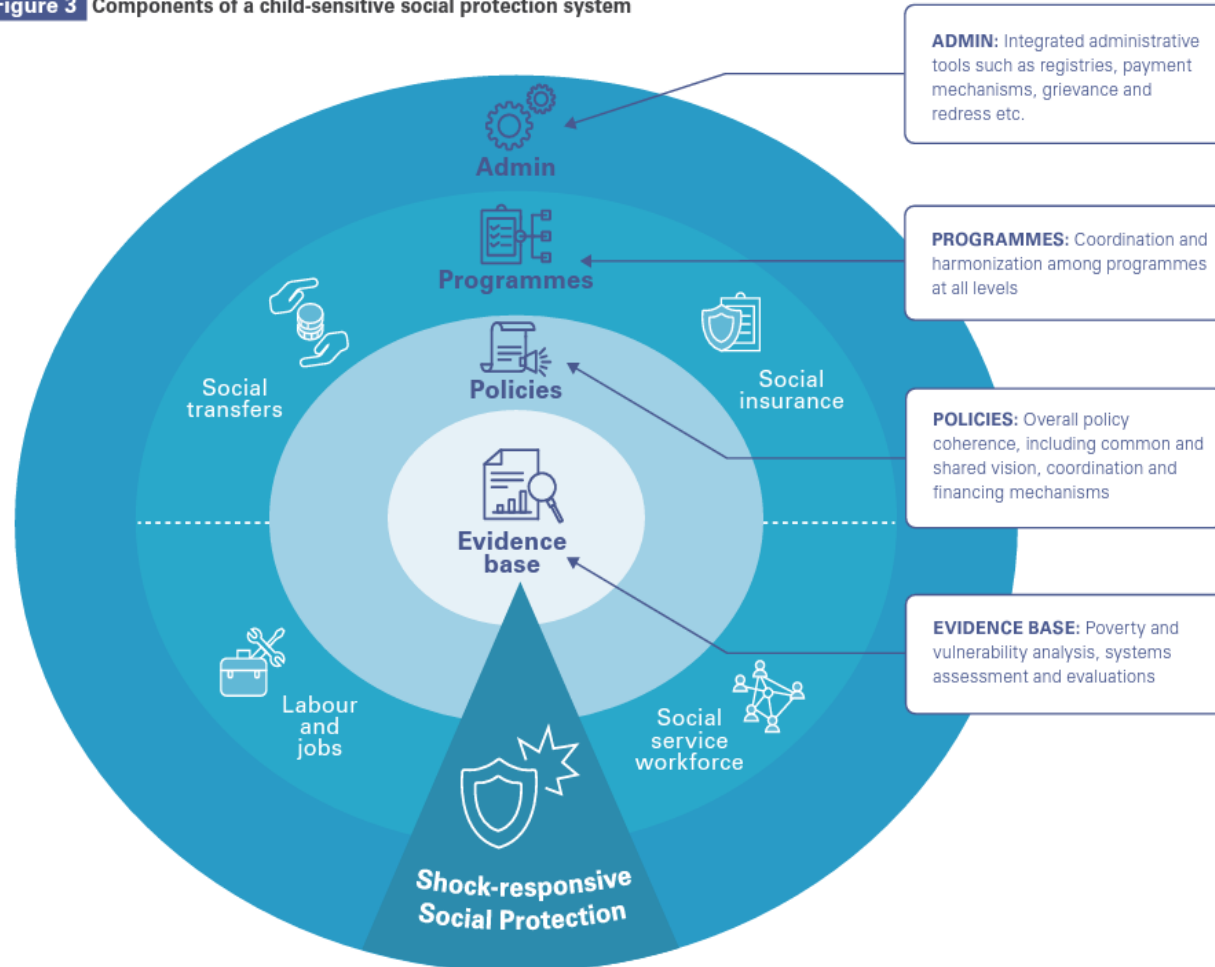 Figure 3 Components of a child-sensitive social protection system
ADMIN: Integrated administrative
tools such as registries, payment
mechanisms, grievance and
redress etc.
Admin
PROGRAMMES: Coordination and
harmonization among programmes
at all levels
Programmes
Social
transfers
Social
insurance
POLICIES: Overall policy
coherence, including common and
shared vision, coordination and
financing mechanisms
Policies
Evidence
base
EVIDENCE BASE: Poverty and
vulnerability analysis, systems
assessment and evaluations
Labour
and
jobs
Social
service
workforce
Shock-responsive
Social Protection